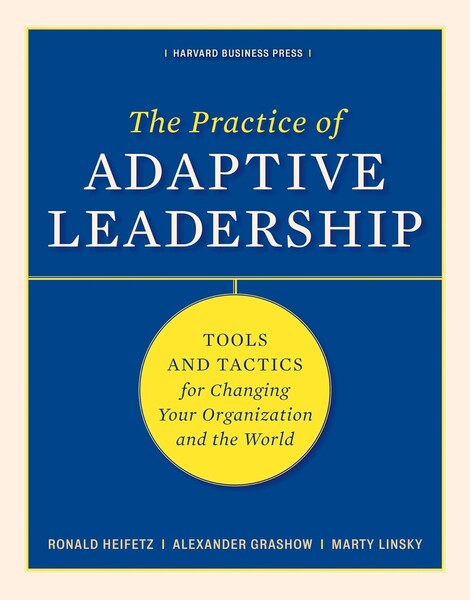 | HARVARD BUSINESS PRESS |
The Practice of
ADAPTIVE
LEADERSHIP
TOOLS
AND TACTICS
for Changing
Your Organization
and the World
RONALD HEIFETZ | ALEXANDER GRASHOW | MARTY LINSKY